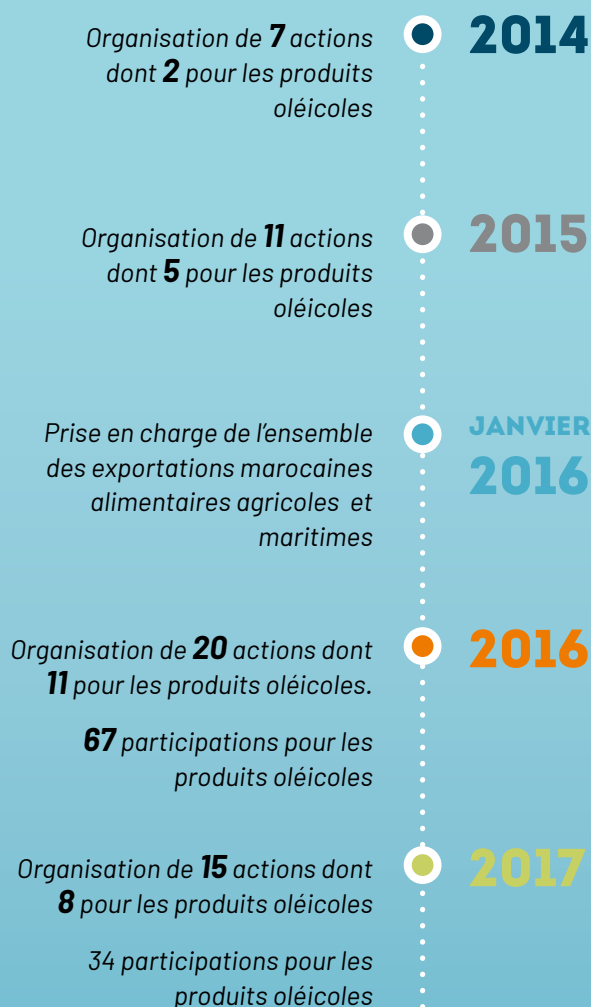 Organisation de 7 actions
dont 2 pour les produits
oléicoles
2014
Organisation de 11 actions
dont 5 pour les produits
oléicoles
2015
Prise en charge de l’ensemble
des exportations marocaines
alimentaires agricoles et
maritimes
JANVIER
2016
Organisation de 20 actions dont
11 pour les produits oléicoles.
67 participations pour les
produits oléicoles
2016
Organisation de 15 actions dont
8 pour les produits oléicoles
34 participations pour les
produits oléicoles
2017